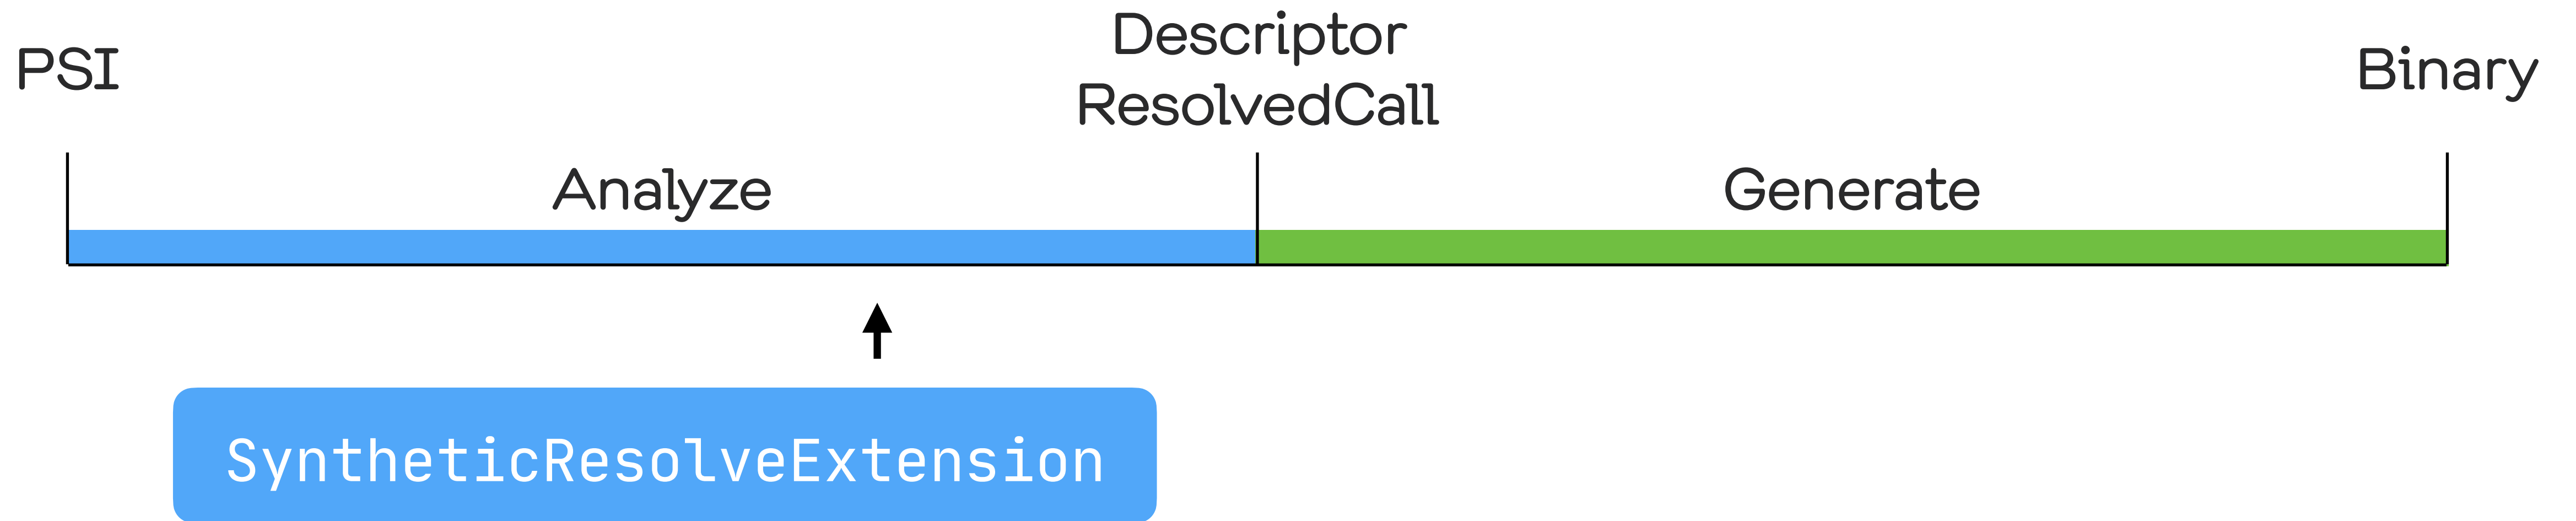 PSI
Descriptor
ResolvedCall
Binary
Analyze
Generate
SyntheticResolveExtension